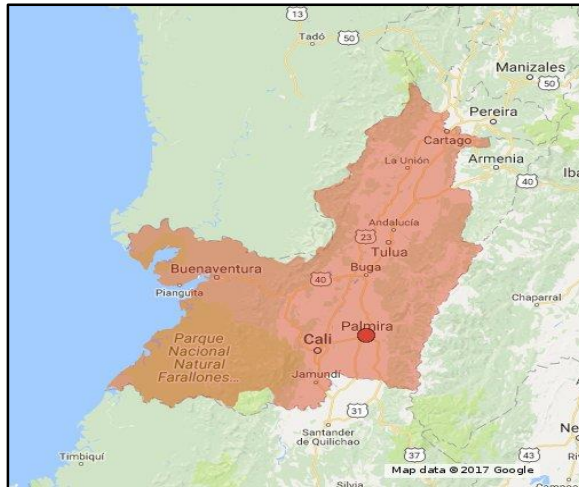 13
Tadó
50
Manizales
50
Pereira
Cartago
La Unión
Armenia
40
Iba
Andalucía
23
Tulua
Buenaventura
40
Buga
Pianguita
Chaparral
Palmira
Parque
Nacional
Natural
Farallones...
Cali
Jamundí
31
Santander
de Quilichao
Timbiquí
37
43
Ne
Silvia
Map data © 2017 Google